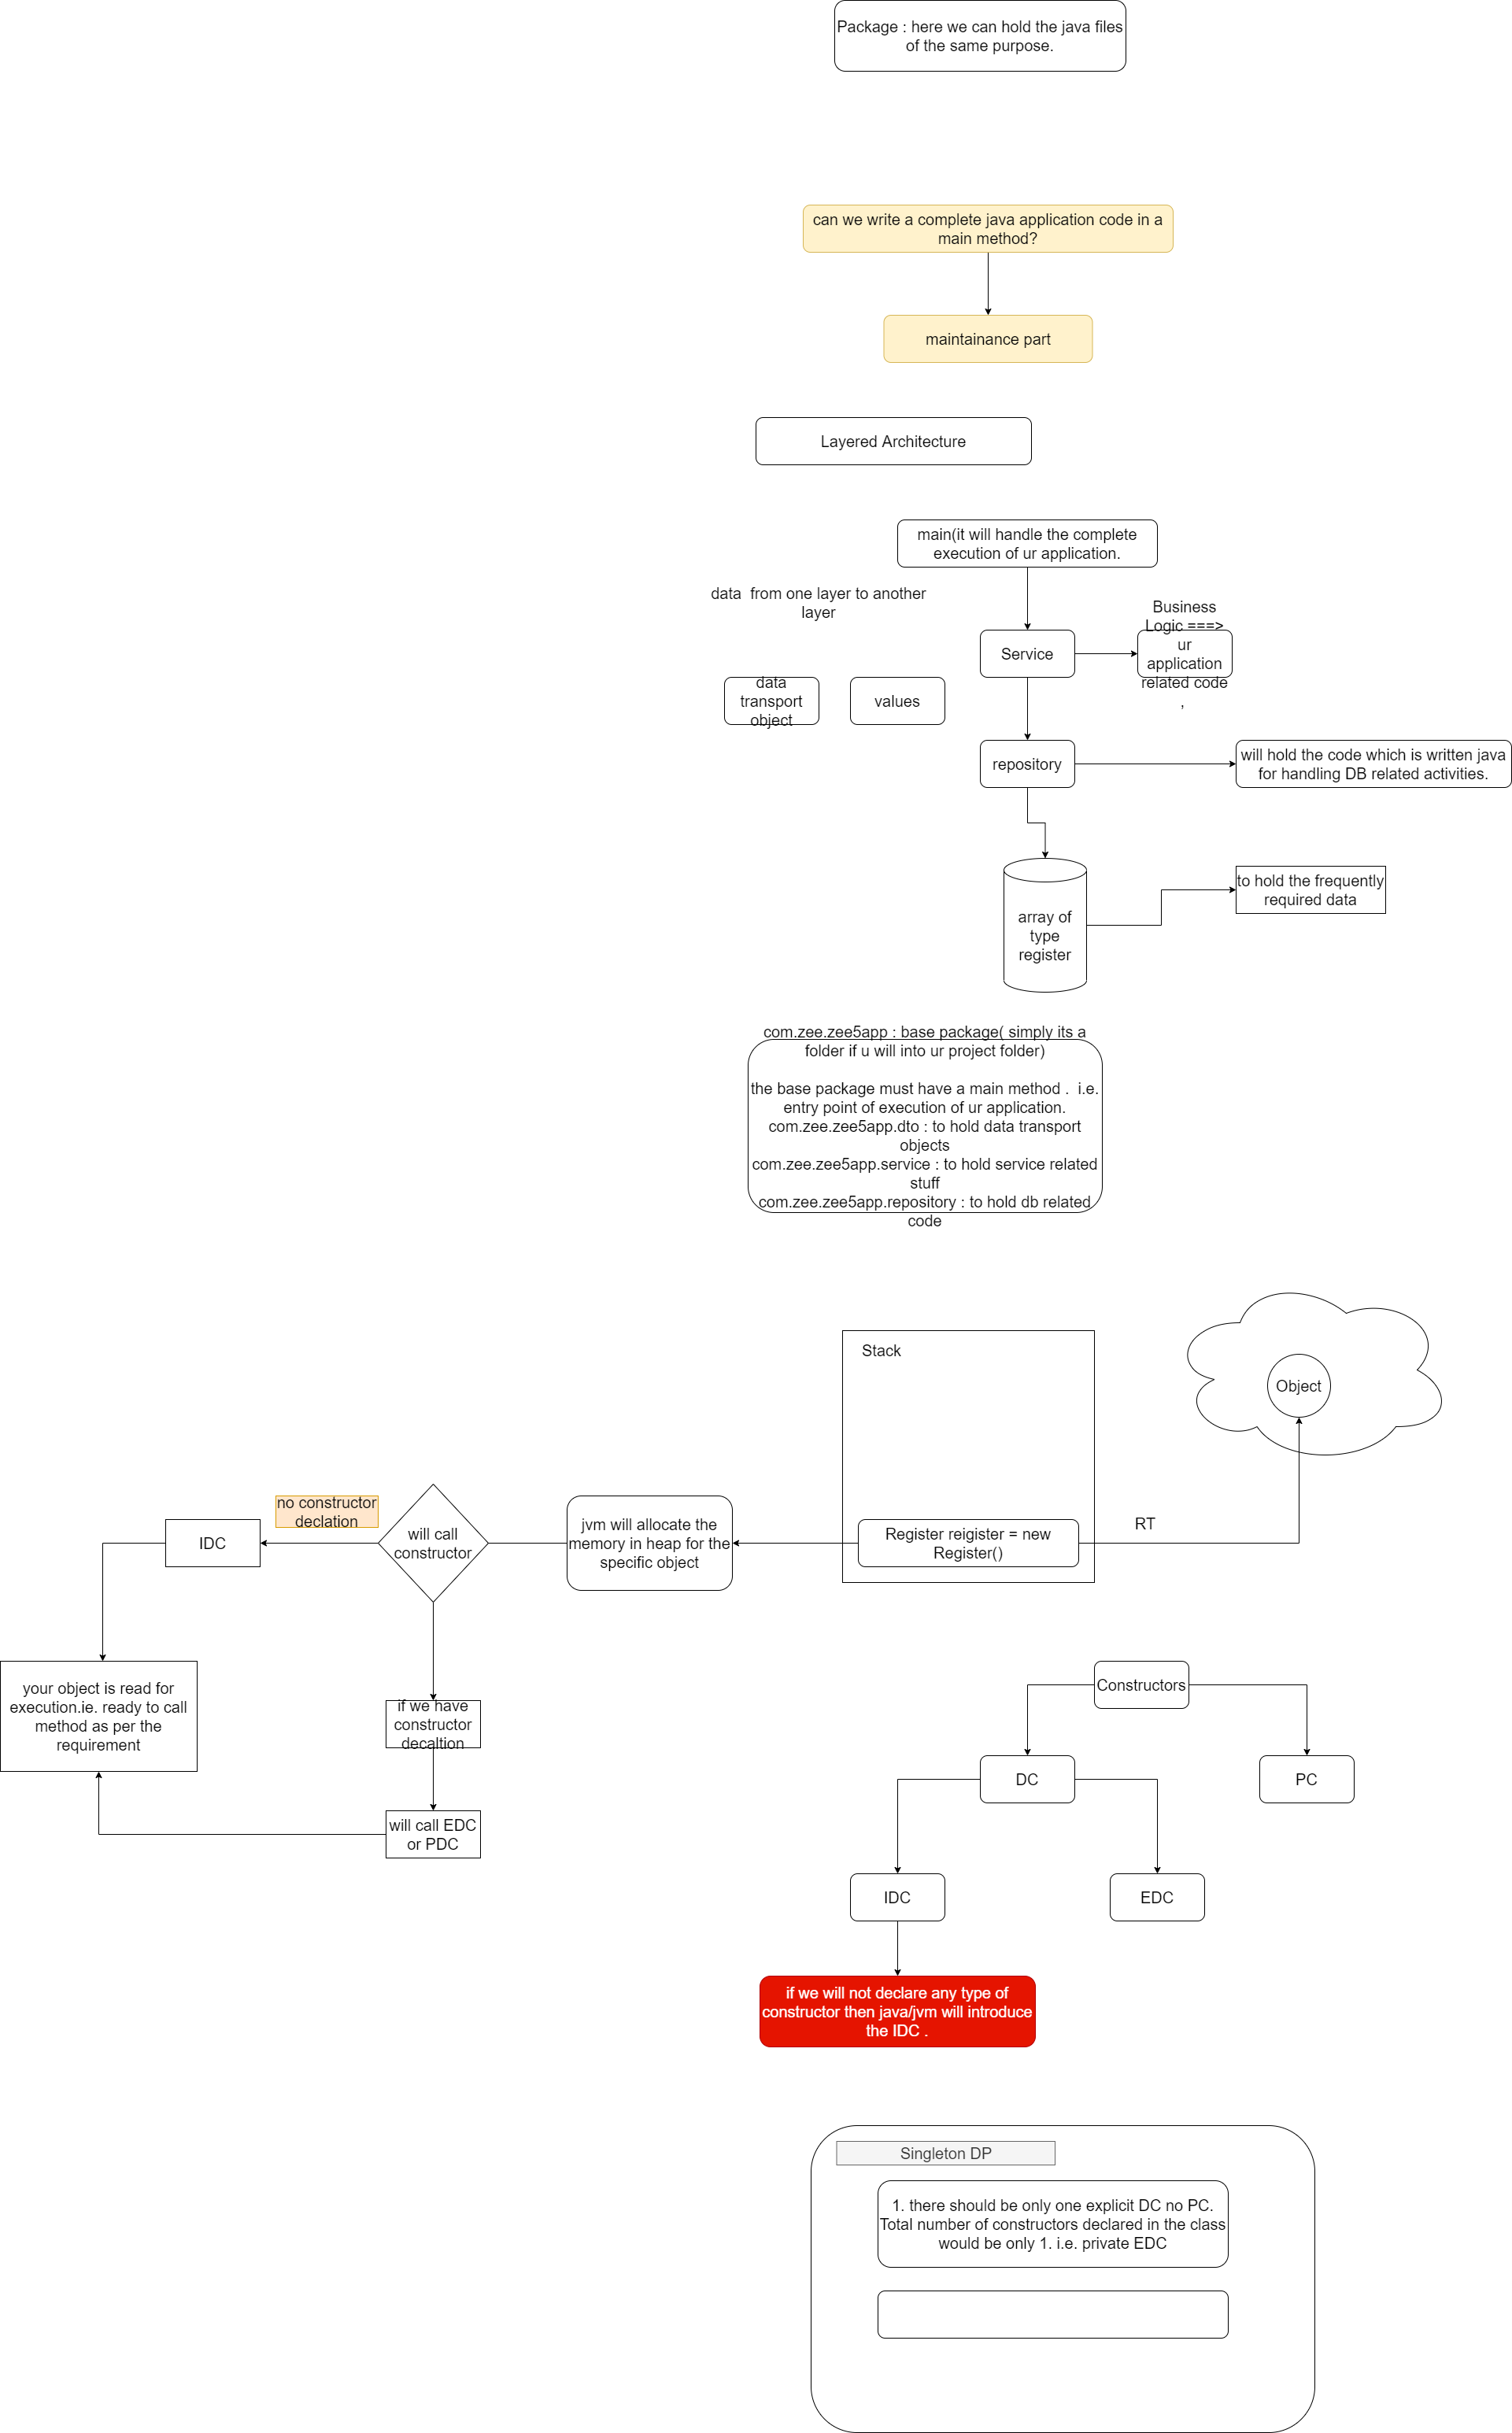 Package : here we can hold the java files
of the same purpose.
can we write a complete java application code in a
main method?
maintainance part
Layered Architecture
main(it will handle the complete
execution of ur application.
data  from one layer to another
layer
Service
Business
Logic ===>
ur
application
related code
,
data
transport
object
values
repository
will hold the code which is written java
for handling DB related activities.
array of
type
register
to hold the frequently
required data
com.zee.zee5app : base package( simply its a
folder if u will into ur project folder)
the base package must have a main method .  i.e.
entry point of execution of ur application.
com.zee.zee5app.dto : to hold data transport
objects
com.zee.zee5app.service : to hold service related
stuff
com.zee.zee5app.repository : to hold db related
code
Stack
Object
Register reigister = new
Register()
RT
jvm will allocate the
memory in heap for the
specific object
will call
constructor
no constructor
declation
IDC
your object is read for
execution.ie. ready to call
method as per the
requirement
if we have
constructor
decaltion
will call EDC
or PDC
Constructors
DC
PC
IDC
EDC
if we will not declare any type of
constructor then java/jvm will introduce
the IDC .
Singleton DP
1. there should be only one explicit DC no PC.
Total number of constructors declared in the class
would be only 1. i.e. private EDC